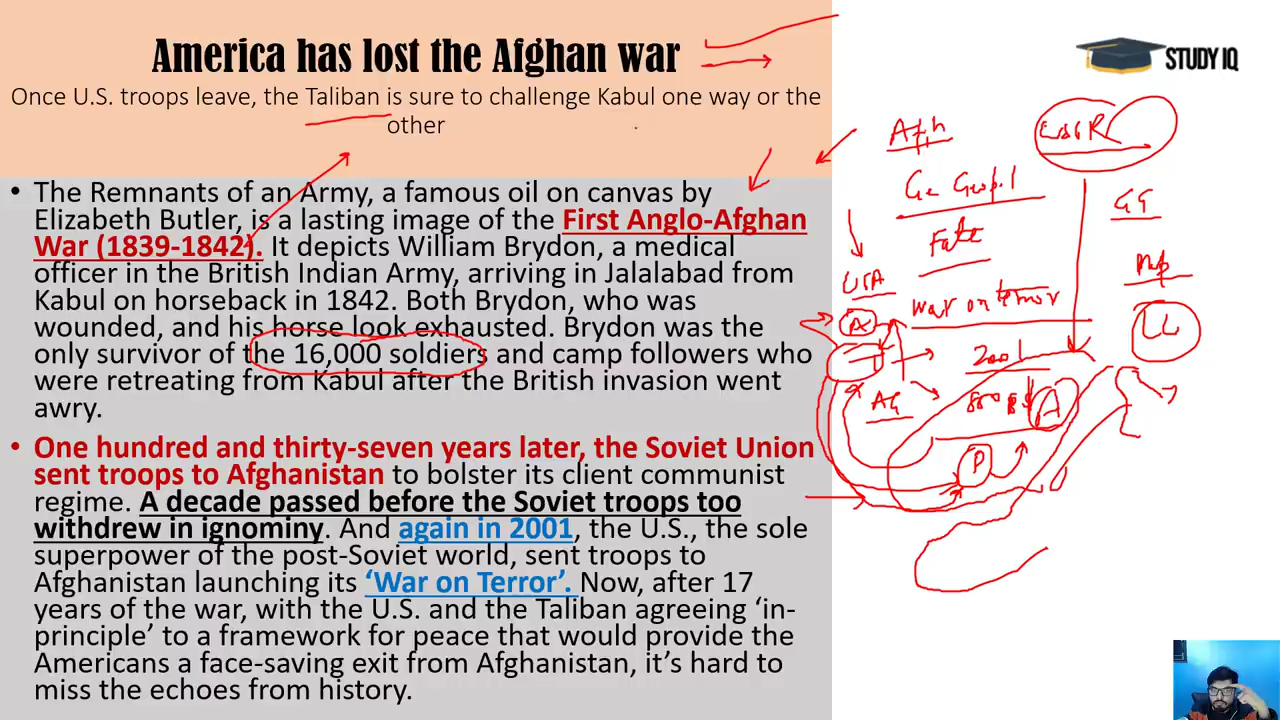 America has lost the Afghan war
Once U.S. troops leave, the Taliban is sure to challenge Kabul one way or the
other
STUDY IQ
• The Remnants of an Army, a famous oil on canvas by
Elizabeth Butler, is a lasting image of the First Anglo-Afghan
War (1839-1842). It depicts William Brydon, a medical
officer in the British Indian Army, arriving in Jalalabad from
Kabul on horseback in 1842. Both Brydon, who was
wounded, and his horse look exhausted. Brydon was the
only survivor of the 16,000 soldiers and camp followers who
were retreating from Kabul after the British invasion went
awry.
• One hundred and thirty-seven years later, the Soviet Union
sent troops to Afghanistan to bolster its client communist
regime. A decade passed before the Soviet troops too
withdrew in ignominy. And again in 2001, the U.S., the sole
superpower of the post-Soviet world, sent troops to
Afghanistan launching its ‘War on Terror’. Now, after 17
years of the war, with the U.S. and the Taliban agreeing ‘in-
principle’ to a framework for peace that would provide the
Americans a face-saving exit from Afghanistan, it’s hard to
miss the echoes from history.
Afh
Fate
USA
war on terror
A
2001
AG
A
P